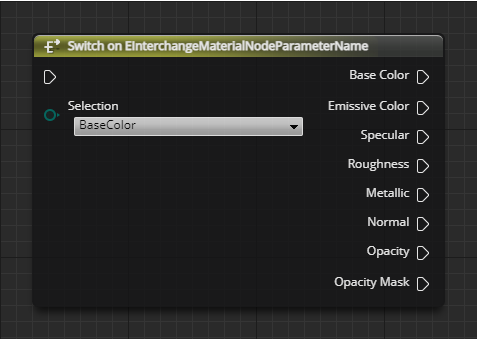 Switch on EInterchangeMaterialNodeParameterName
Base Color
Selection
BaseColor
Emissive Color
Specular
Roughness
Metallic
Normal
Opacity
Opacity Mask